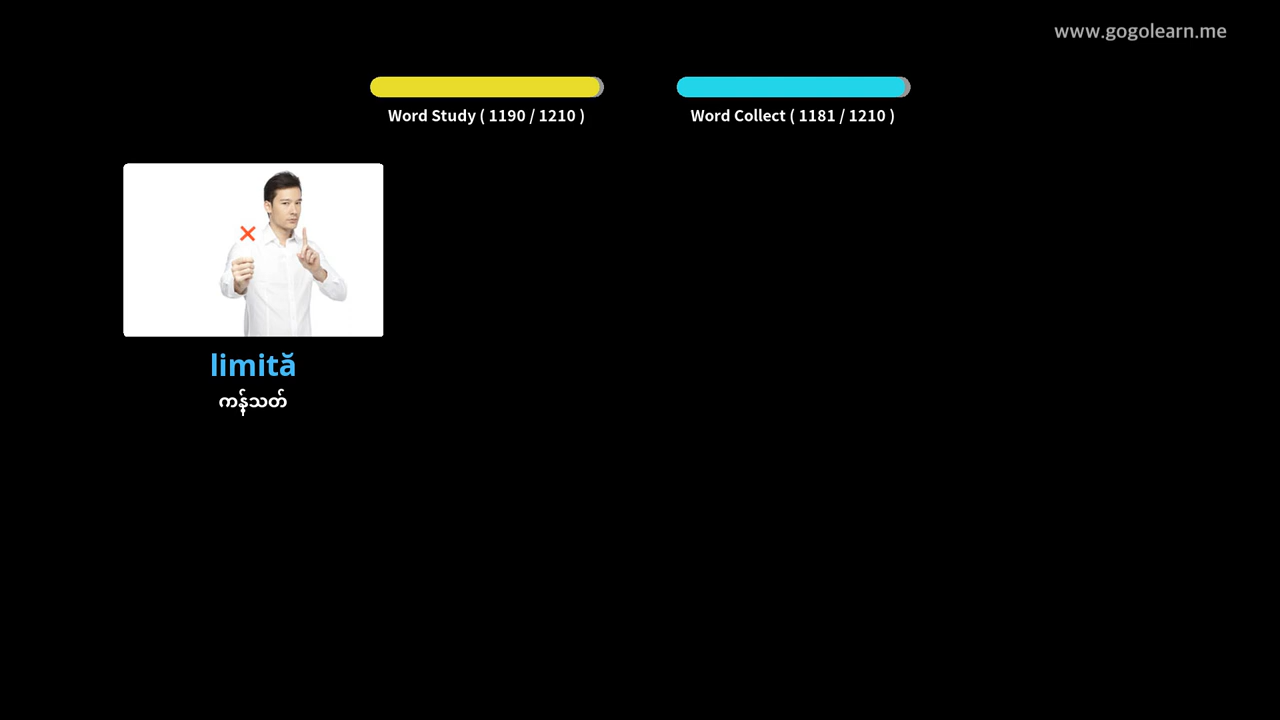 www.gogolearn.me
Word Study ( 1190 / 1210 )
Word Collect ( 1181 / 1210 )
limită
ကန့်သတ်